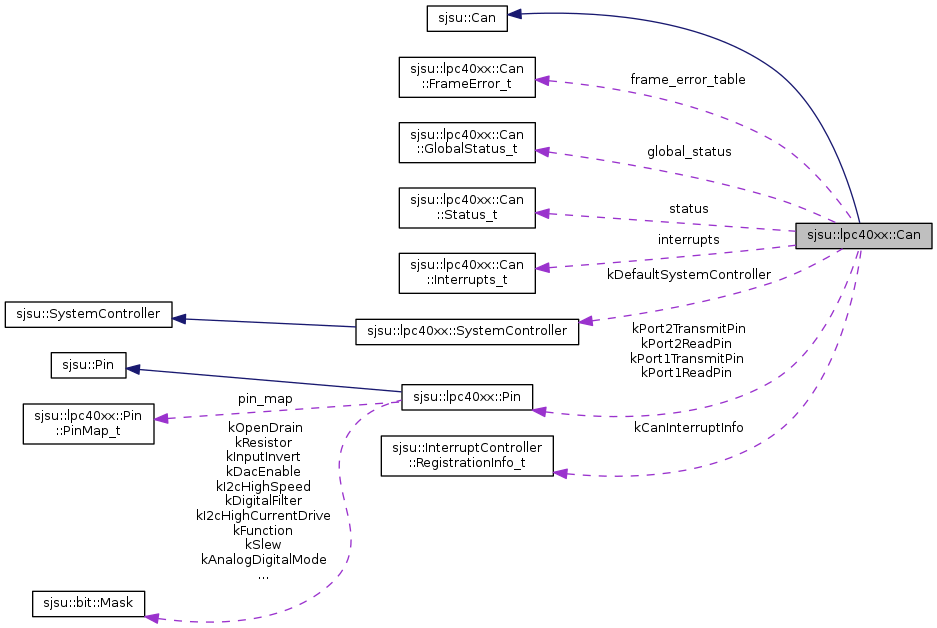 sjsu::Can
sjsu::lpc40xx::Can
::FrameError_t
frame_error_table
sjsu::lpc40xx::Can
::GlobalStatus_t
global_status
sjsu::lpc40xx::Can
::Status_t
status
sjsu::lpc40xx::Can
interrupts
sjsu::lpc40xx::Can
::Interrupts_t
kDefaultSystemController
sjsu::SystemController
sjsu::lpc40xx::SystemController
kPort2TransmitPin
kPort2ReadPin
kPort1TransmitPin
kPort1ReadPin
sjsu::Pin
sjsu::lpc40xx::Pin
pin_map
sjsu::lpc40xx::Pin
::PinMap_t
kCanInterruptInfo
sjsu::InterruptController
::RegistrationInfo_t
kOpenDrain
kResistor
kInputInvert
kDacEnable
kI2cHighSpeed
kDigitalFilter
kI2cHighCurrentDrive
kFunction
kSlew
kAnalogDigitalMode
...
sjsu::bit::Mask